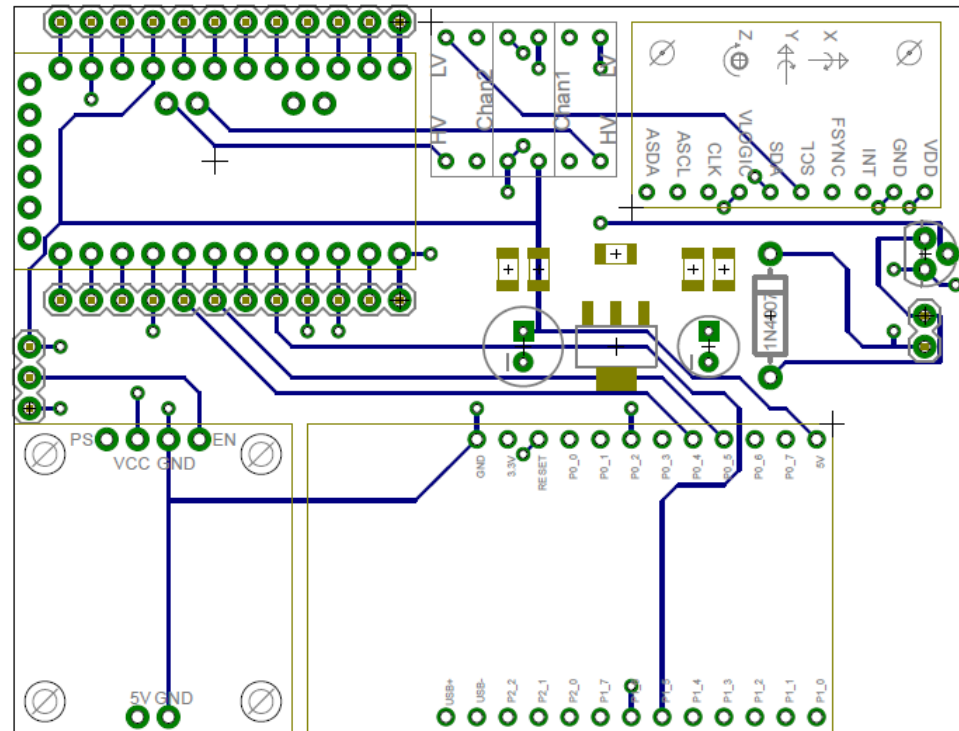 LV
LV
Chan2
Chan1
HV
HV
Z
Y
X
ASDA
ASCL
CLK
VLOGIC
SDA
SCL
FSYNC
INT
GND
VDD
1N4007
PS
EN
VCC GND
5V GND
GND
3.3V
RESET
P0_0
P0_1
P0_2
P0_3
P0_4
P0_5
P0_6
P0_7
5V
USB+
USB-
P2_2
P2_1
P2_0
P1_7
P1_5
P1_4
P1_3
P1_2
P1_1
P1_0